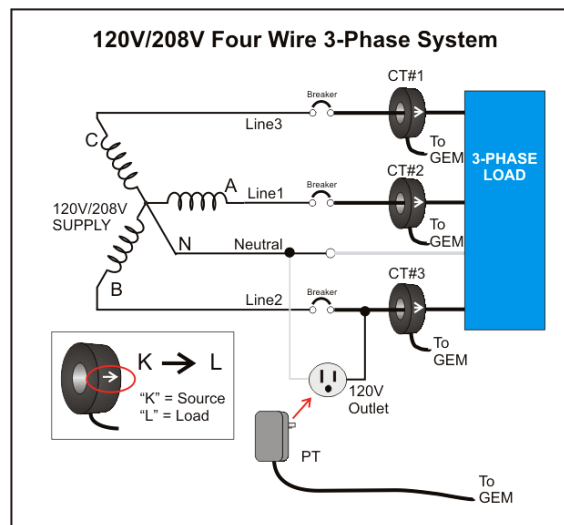 120V/208V Four Wire 3-Phase System
CT#1
Breaker
Line3
C
To
GEM
3-PHASE
LOAD
CT#2
Breaker
A
Line1
120V/208V
SUPPLY
To
GEM
N
Neutral
CT#3
Breaker
B
Line2
To
GEM
K → L
"K" = Source
"L" = Load
120V
Outlet
PT
To
GEM